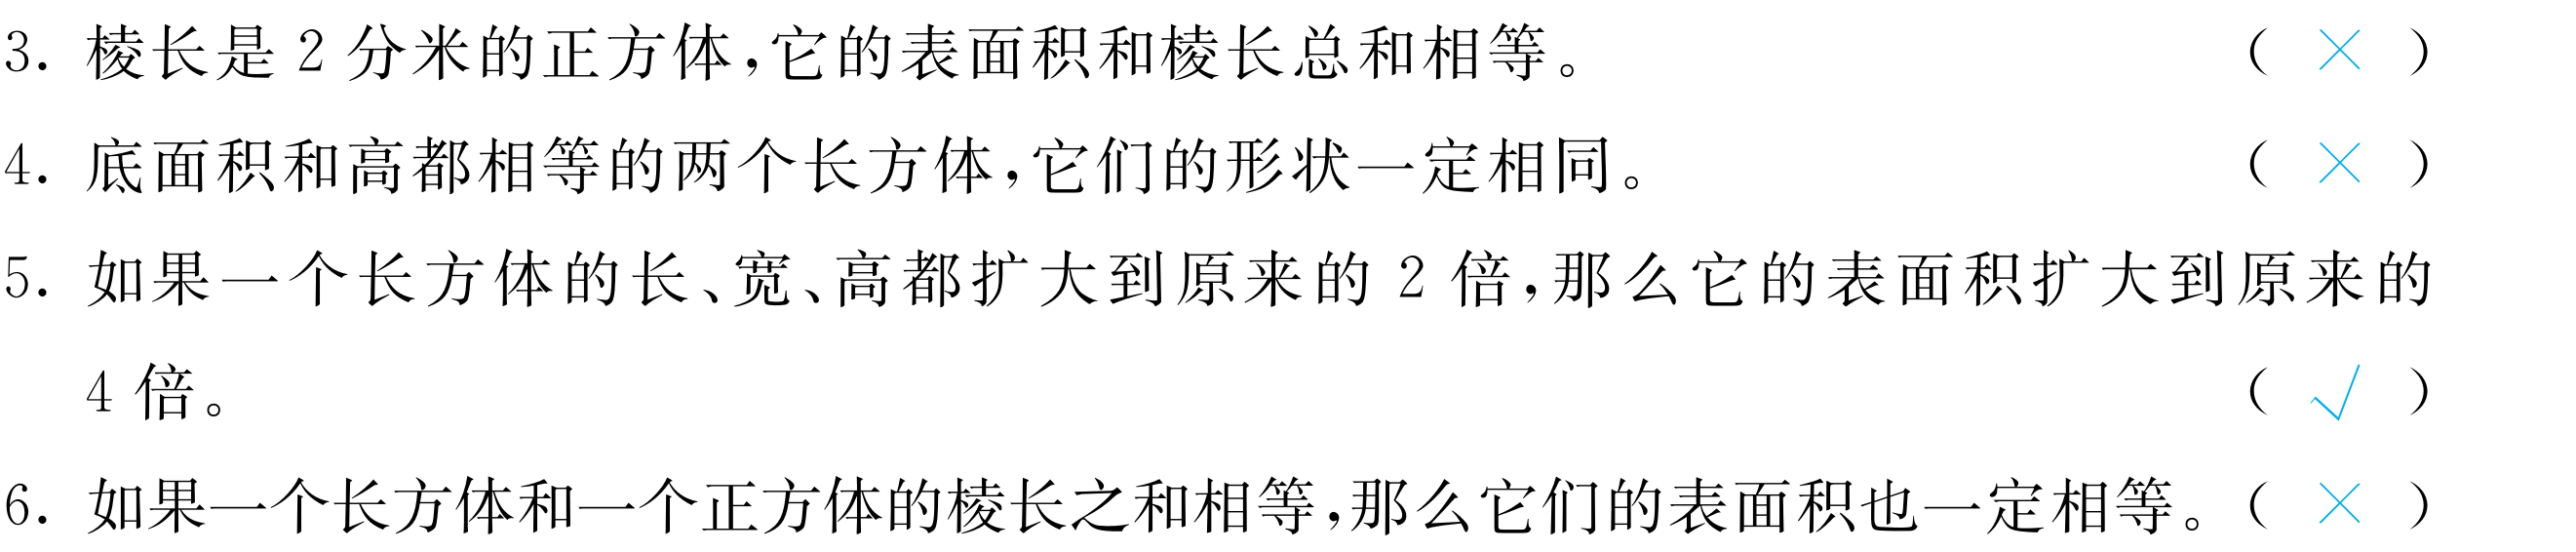 3. 棱长是 2 分米的正方体,它的表面积和棱长总和相等。 ( × )
4. 底面积和高都相等的两个长方体,它们的形状一定相同。 ( × )
5. 如果一个长方体的长、宽、高都扩大到原来的 2 倍,那么它的表面积扩大到原来的
4 倍。 ( √ )
6. 如果一个长方体和一个正方体的棱长之和相等,那么它们的表面积也一定相等。( × )